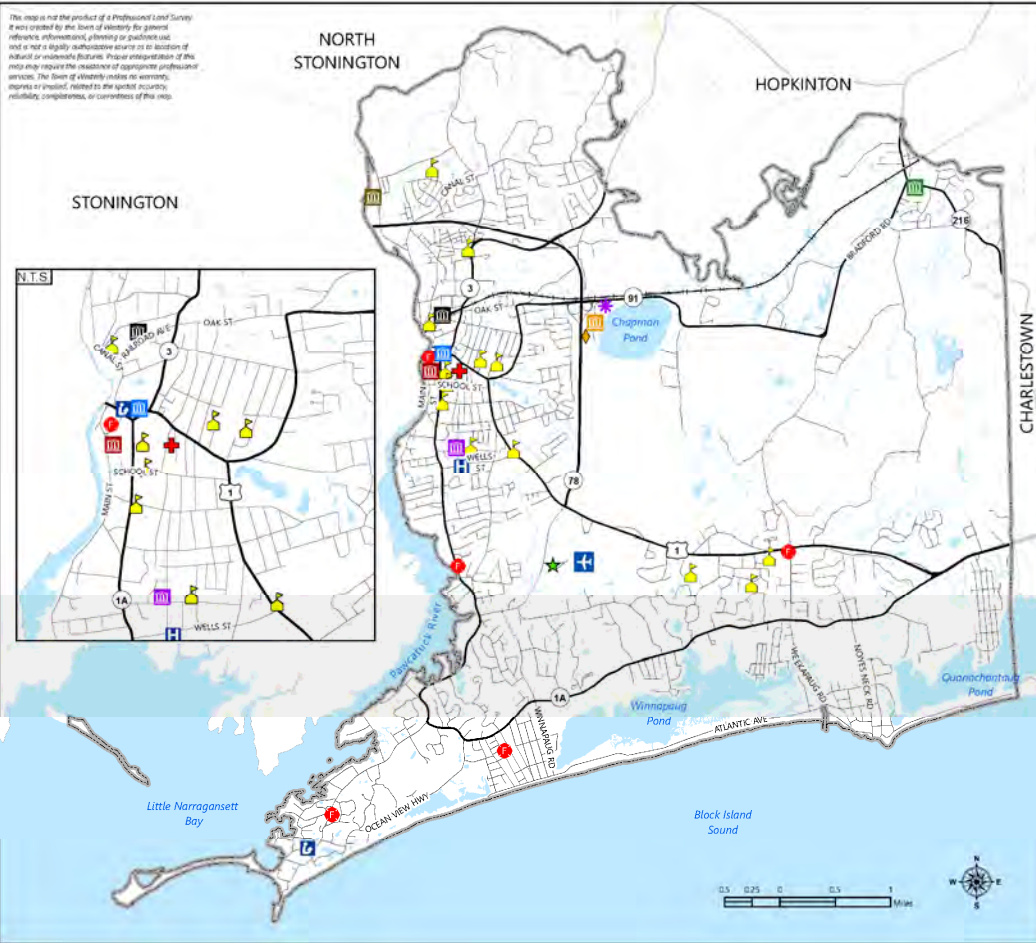 This map is not the product of a Professional Land Survey.
It was created by the Town of Westerly for general
reference, informational, planning or guidance use,
and is not a legally authoritative source as to location of
natural or manmade features. Proper interpretation of this
map may require the assistance of appropriate professional
services. The Town of Westerly makes no warranty,
express or implied, related to the spatial accuracy,
reliability, completeness, or currentness of this map.
NORTH
STONINGTON
HOPKINTON
STONINGTON
CANAL ST
216
BRADFORD RD
N.T.S.
3
OAK ST
91
Chapman
Pond
CHARLESTOWN
OAK ST
RAILROAD AVE
CANAL ST
3
MAIN
ST
SCHOOL ST
SCHOOL ST
MAIN ST
1
WELLS
ST
H
78
F
F
F
F
1
1A
WELLS ST
H
Pawcatuck River
WEEKAPAUG RD
NOYES NECK RD
Quonochontaug
Pond
1A
Winnapaug
Pond
WINNAPAUG RD
ATLANTIC AVE
F
F
OCEAN VIEW HWY
Little Narragansett
Bay
Block Island
Sound
N
W
E
S
0.5
0.25
0
0.5
1
Miles